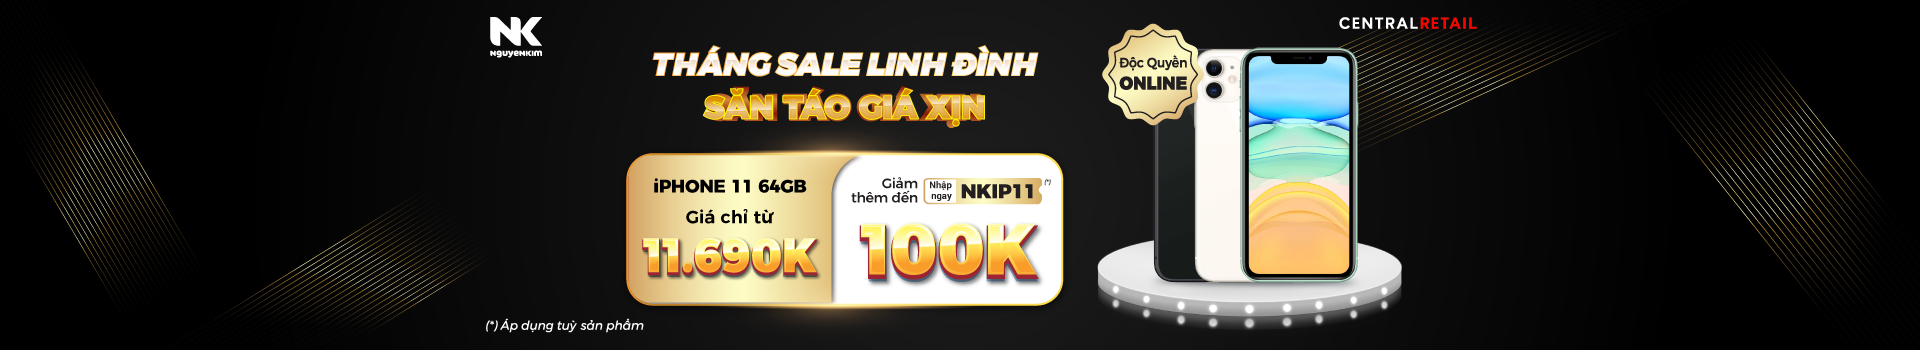 NK
NGUYENKIM
CENTRALRETAIL
THÁNG SALE LINH ĐÌNH
SĂN TÁO GIÁ XỊN
Độc Quyền
ONLINE
iPHONE 11 64GB
Giá chỉ từ
11.690K
Giảm
thêm đến
Nhập
ngay
NKIP11
(*)
100K
(*) Áp dụng tuỳ sản phẩm